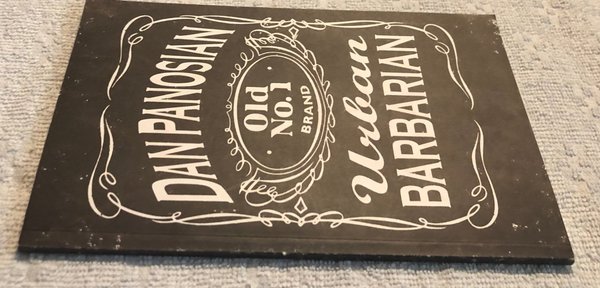 DAN PANOSIAN
Old
No. 1
BRAND
Urban
BARBARIAN